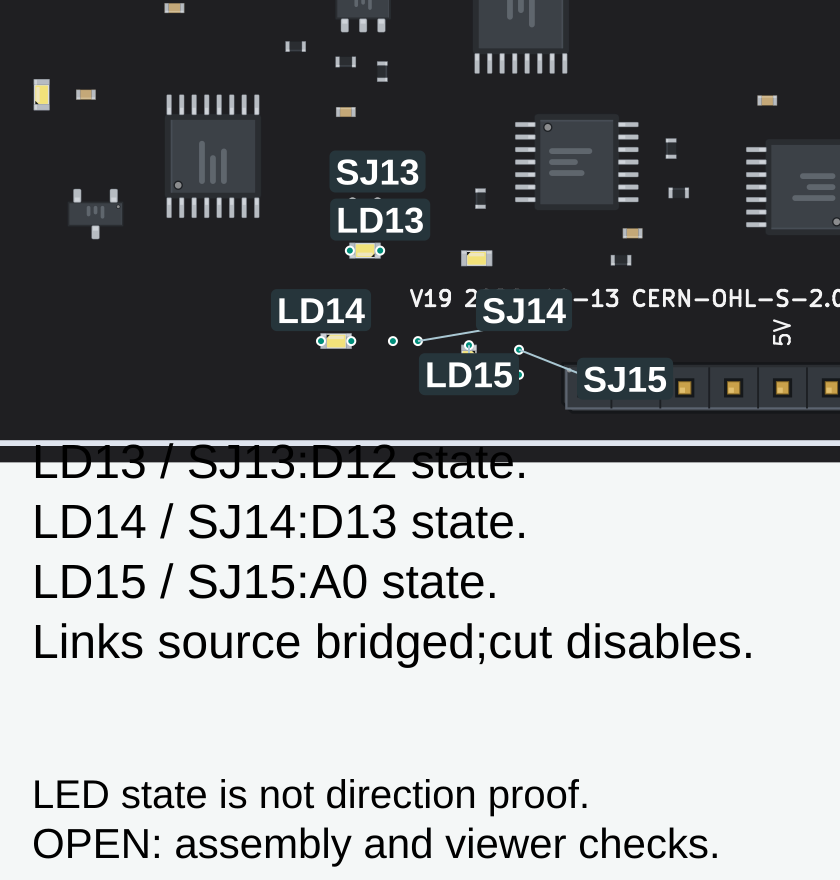 SJ13
LD13
LD14
V19 2
-13 CERN-OHL-S-2.0
SJ14
5V
LD15
SJ15
LD13 / SJ13:D12 state.
LD14 / SJ14:D13 state.
LD15 / SJ15:A0 state.
Links source bridged;cut disables.
LED state is not direction proof.
OPEN: assembly and viewer checks.